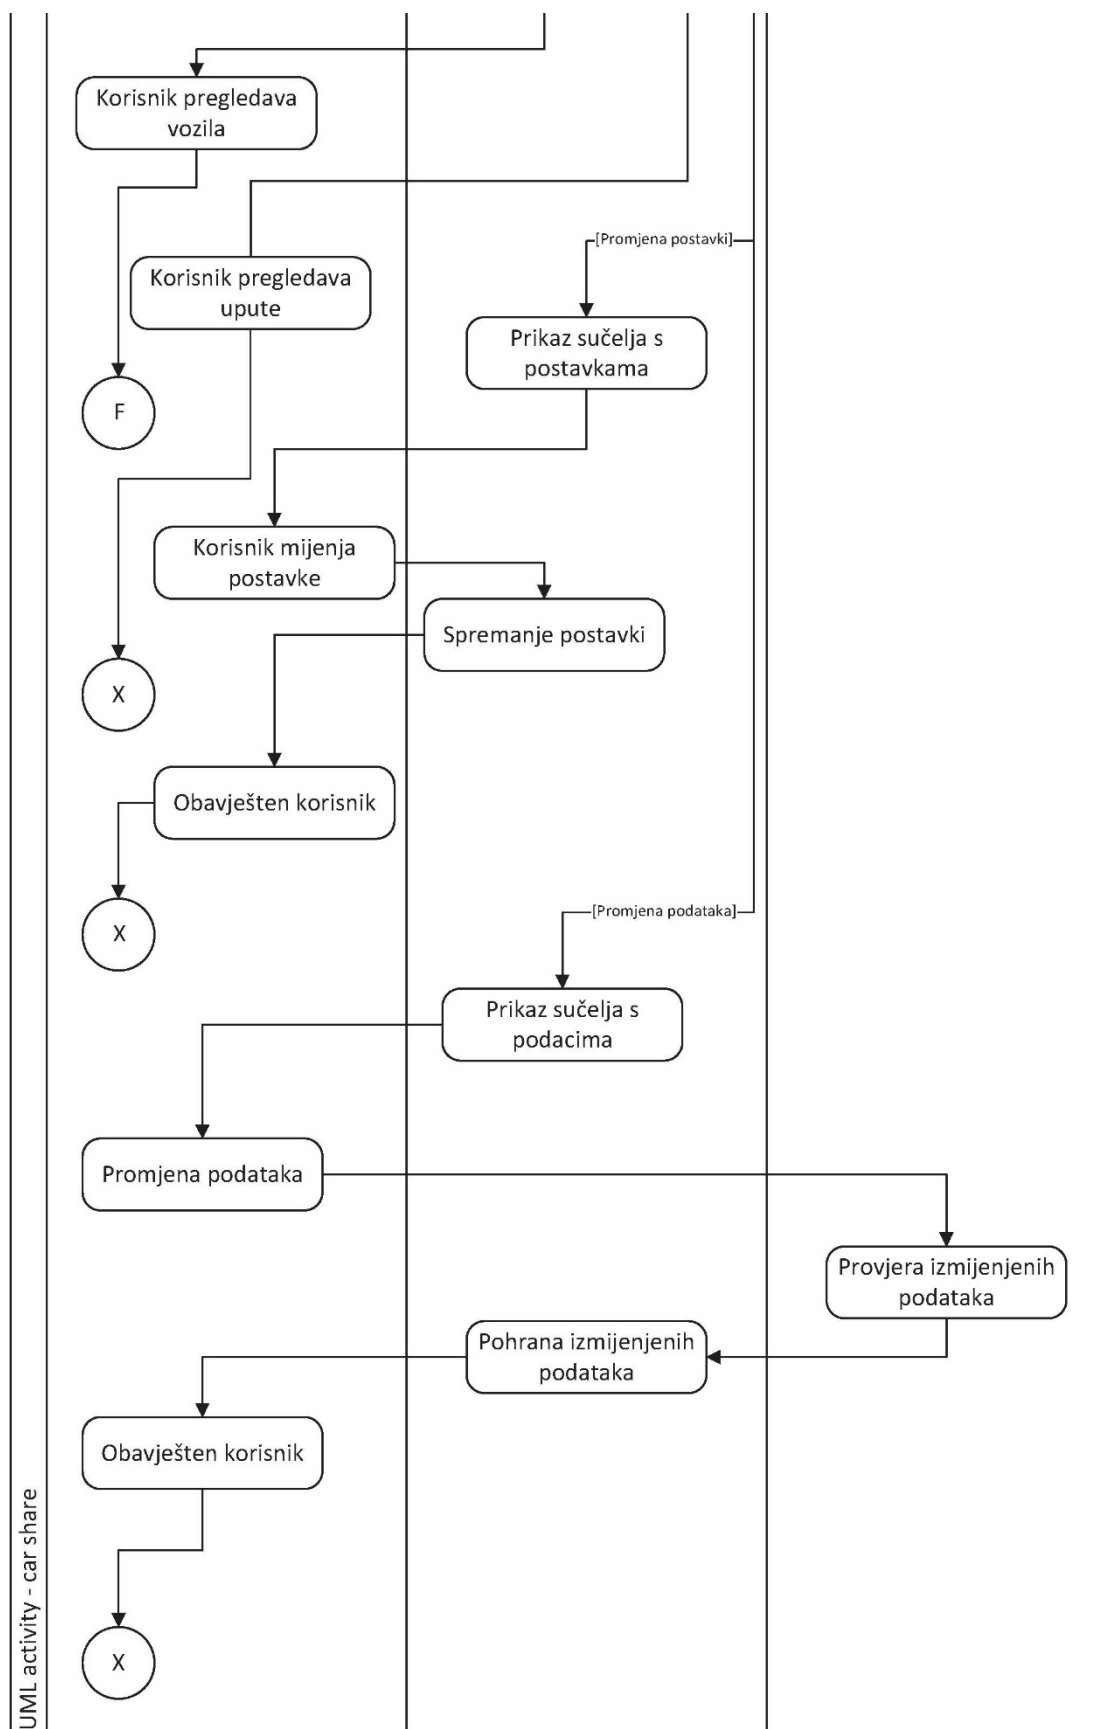 Korisnik pregledava
vozila
[Promjena postavki]
Korisnik pregledava
upute
Prikaz sučelja s
postavkama
F
Korisnik mijenja
postavke
Spremanje postavki
X
Obavješten korisnik
X
[Promjena podataka]
Prikaz sučelja s
podacima
Promjena podataka
Provjera izmijenjenih
podataka
Pohrana izmijenjenih
podataka
Obavješten korisnik
X
UML activity - car share